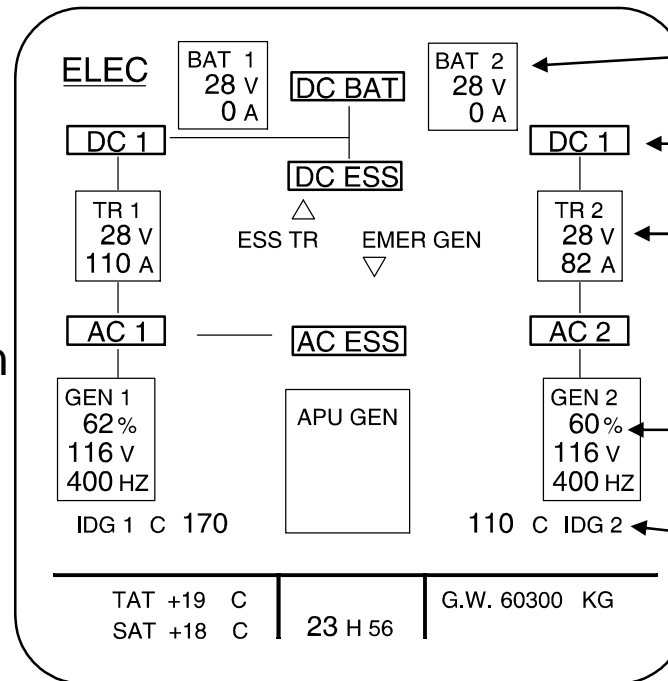 ELEC
BAT 1
28 V
0 A
DC BAT
BAT 2
28 V
0 A
DC 1
DC ESS
DC 1
TR 1
28 V
110 A
ESS TR
EMER GEN
TR 2
28 V
82 A
AC 1
AC ESS
AC 2
n
GEN 1
62 %
116 V
400 HZ
APU GEN
GEN 2
60 %
116 V
400 HZ
IDG 1 C 170
110 C IDG 2
TAT +19 C
SAT +18 C
23 H 56
G.W. 60300 KG